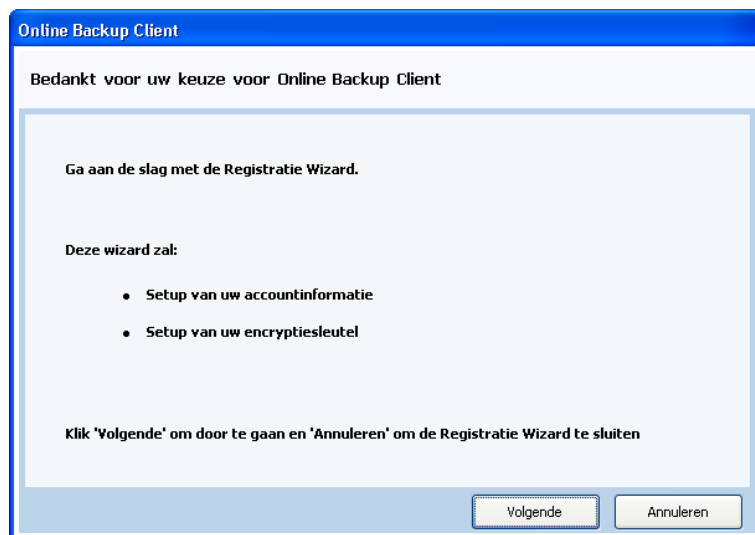 Online Backup Client
Bedankt voor uw keuze voor Online Backup Client
Ga aan de slag met de Registratie Wizard.
Deze wizard zal:
• Setup van uw accountinformatie
• Setup van uw encryptiesleutel
Klik 'Volgende' om door te gaan en 'Annuleren' om de Registratie Wizard te sluiten
Volgende Annuleren